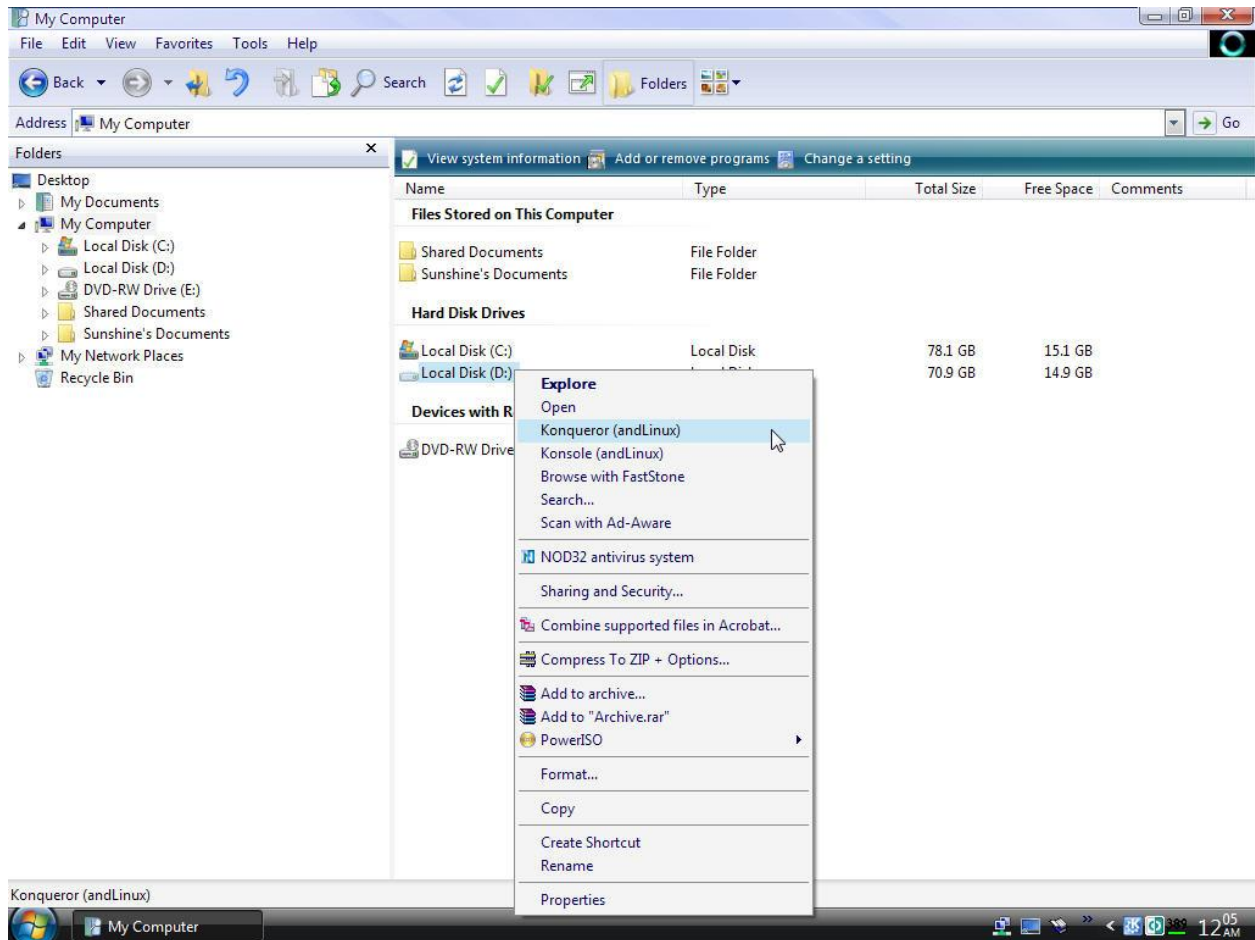 My Computer
File Edit View Favorites Tools Help
Back Search Folders
Address My Computer Go
Folders
Desktop
My Documents
My Computer
Local Disk (C:)
Local Disk (D:)
DVD-RW Drive (E:)
Shared Documents
Sunshine's Documents
My Network Places
Recycle Bin
View system information Add or remove programs Change a setting
Name Type Total Size Free Space Comments
Files Stored on This Computer
Shared Documents File Folder
Sunshine's Documents File Folder
Hard Disk Drives
Local Disk (C:) Local Disk 78.1 GB 15.1 GB
Local Disk (D:) 70.9 GB 14.9 GB
Devices with R
DVD-RW Drive
Explore
Open
Konqueror (andLinux)
Konsole (andLinux)
Browse with FastStone
Search...
Scan with Ad-Aware
NOD32 antivirus system
Sharing and Security...
Combine supported files in Acrobat...
Compress To ZIP + Options...
Add to archive...
Add to "Archive.rar"
PowerISO
Format...
Copy
Create Shortcut
Rename
Properties
Konqueror (andLinux)
My Computer 12 05 AM